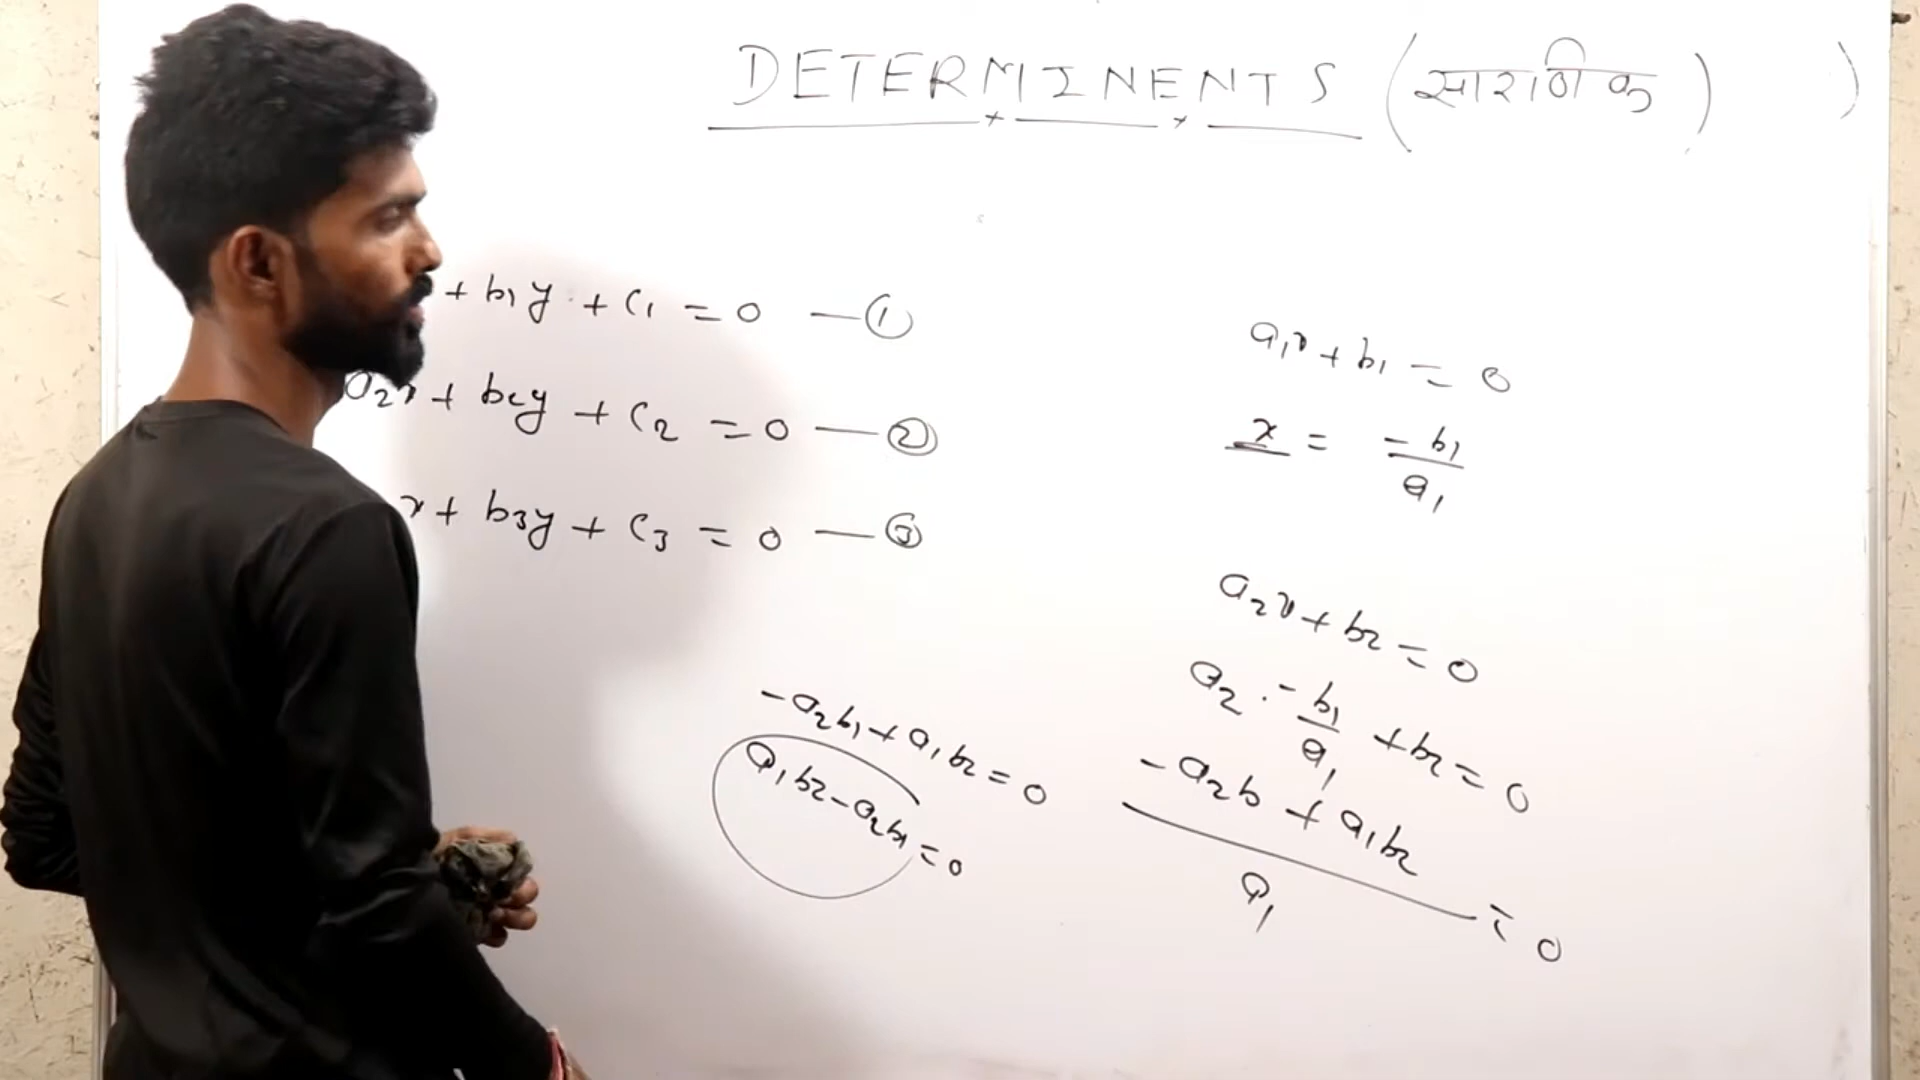 DETERMINENTS (सारणिक) )
+ b₁y + c₁ = 0 — ①
a₂x + b₂y + c₂ = 0 — ②
x + b₃y + c₃ = 0 — ③
a₁x + b₁ = 0
x = -b₁/a₁
a₂x + b₂ = 0
a₂ · -b₁/a₁ + b₂ = 0
-a₂b + a₁b₂
a₁ = 0
-a₂b₁ + a₁b₂ = 0
a₁b₂ - a₂b₁ = 0